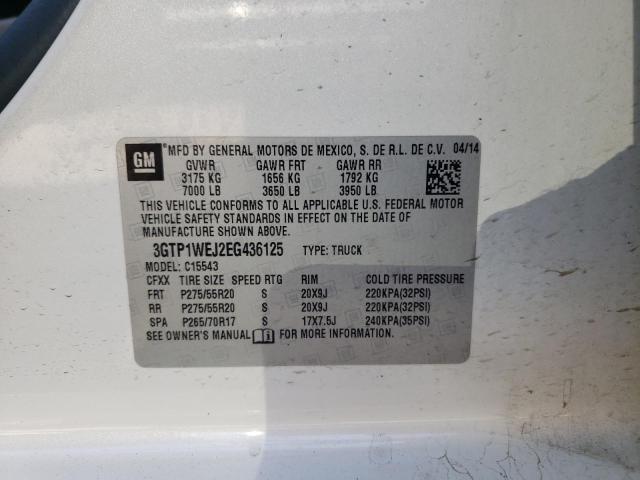 GM ® MFD BY GENERAL MOTORS DE MEXICO, S. DE R.L. DE C.V. 04/14
GVWR GAWR FRT GAWR RR
3175 KG 1656 KG 1792 KG
7000 LB 3650 LB 3950 LB
THIS VEHICLE CONFORMS TO ALL APPLICABLE U.S. FEDERAL MOTOR
VEHICLE SAFETY STANDARDS IN EFFECT ON THE DATE OF
MANUFACTURE SHOWN ABOVE.
3GTP1WEJ2EG436125 TYPE: TRUCK
MODEL: C15543
CFXX TIRE SIZE SPEED RTG RIM COLD TIRE PRESSURE
FRT P275/55R20 S 20X9J 220KPA(32PSI)
RR P275/55R20 S 20X9J 220KPA(32PSI)
SPA P265/70R17 S 17X7.5J 240KPA(35PSI)
SEE OWNER'S MANUAL FOR MORE INFORMATION.